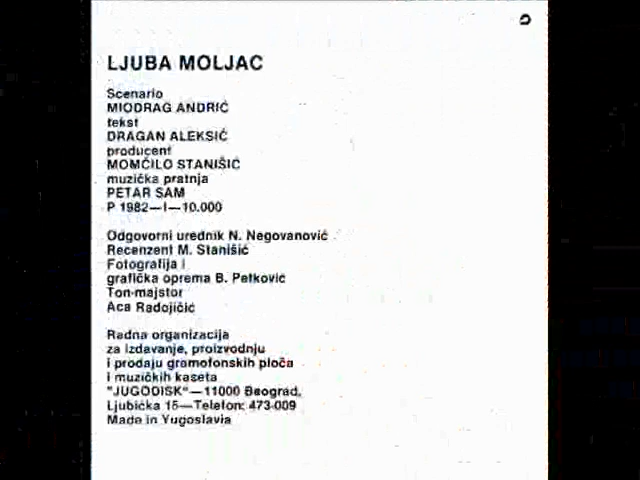 LJUBA MOLJAC
Scenario
MIODRAG ANDRIĆ
tekst
DRAGAN ALEKSIĆ
producent
MOMČILO STANIŠIĆ
muzička pratnja
PETAR SAM
P 1982—I—10.000
Odgovorni urednik N. Negovanović
Recenzent M. Stanišić
Fotografija i
grafička oprema B. Petković
Ton-majstor
Aca Radojičić
Radna organizacija
za izdavanje, proizvodnju
i prodaju gramofonskih ploča
i muzičkih kaseta
"JUGODISK"—11000 Beograd,
Ljubićka 15—Telefon: 473-009
Made in Yugoslavia